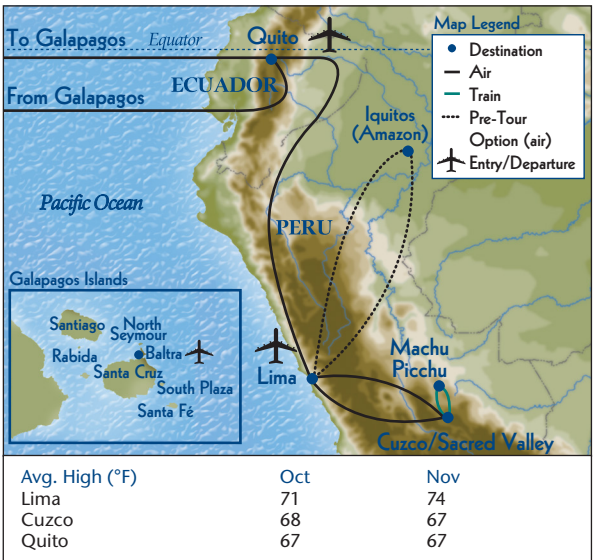 To Galapagos
Equator
Quito
ECUADOR
From Galapagos
Map Legend
Destination
Air
Train
Pre-Tour
Option (air)
Entry/Departure
Iquitos
(Amazon)
Pacific Ocean
PERU
Galapagos Islands
Santiago
North
Seymour
Baltra
Rabida
Santa Cruz
South Plaza
Santa Fé
Lima
Machu
Picchu
Cuzco/Sacred Valley
Avg. High (°F) Oct Nov
Lima 71 74
Cuzco 68 67
Quito 67 67